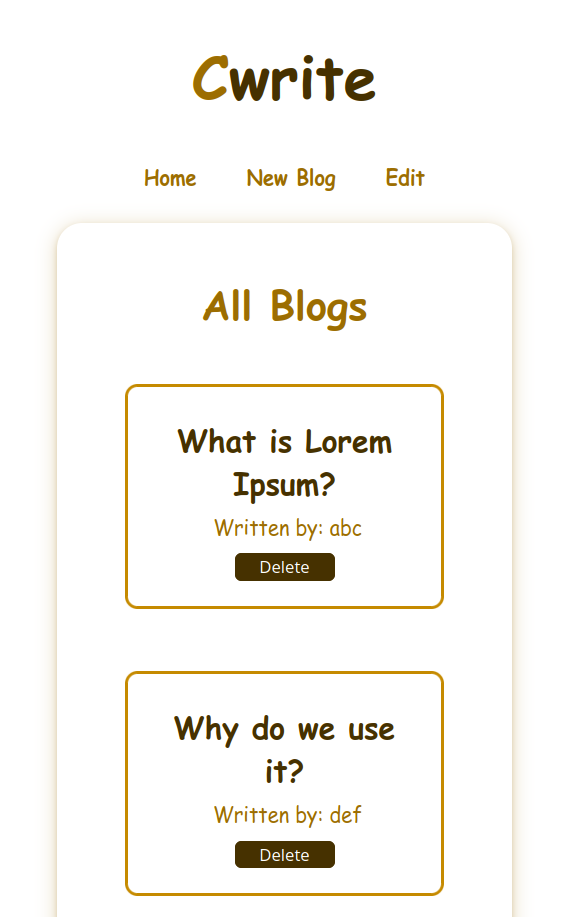 Cwrite
Home New Blog Edit
All Blogs
What is Lorem
Ipsum?
Written by: abc
Delete
Why do we use
it?
Written by: def
Delete